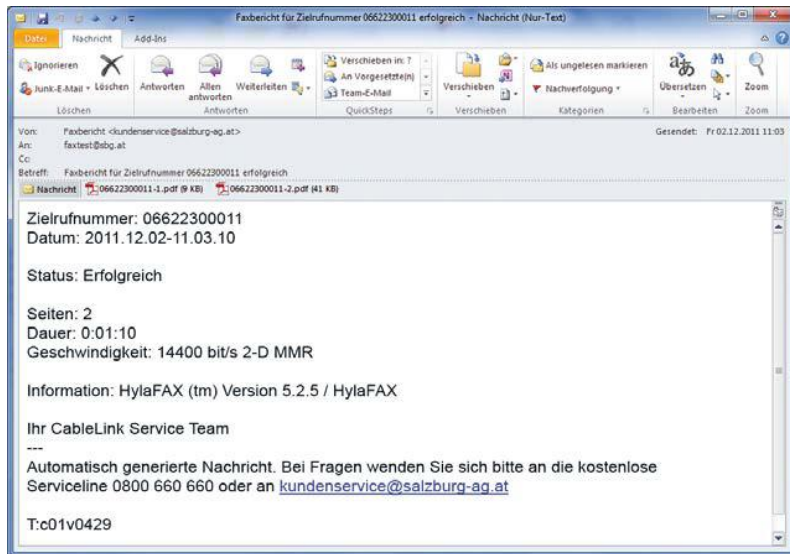 Faxbericht für Zielrufnummer 06622300011 erfolgreich - Nachricht (Nur-Text)
Datei Nachricht Add-Ins
Ignorieren
Junk-E-Mail
Löschen
Antworten
Allen antworten
Weiterleiten
Verschieben in: ?
An Vorgesetzte(n)
Team-E-Mail
Verschieben
Als ungelesen markieren
Nachverfolgung
Übersetzen
Zoom
Löschen Antworten QuickSteps Verschieben Kategorien Bearbeiten Zoom
Von: Faxbericht <kundenservice@salzburg-ag.at> Gesendet: Fr 02.12.2011 11:03
An: faxtest@sbg.at
Cc
Betreff: Faxbericht für Zielrufnummer 06622300011 erfolgreich
Nachricht 06622300011-1.pdf (9 KB) 06622300011-2.pdf (41 KB)
Zielrufnummer: 06622300011
Datum: 2011.12.02-11.03.10
Status: Erfolgreich
Seiten: 2
Dauer: 0:01:10
Geschwindigkeit: 14400 bit/s 2-D MMR
Information: HylaFAX (tm) Version 5.2.5 / HylaFAX
Ihr CableLink Service Team
---
Automatisch generierte Nachricht. Bei Fragen wenden Sie sich bitte an die kostenlose
Serviceline 0800 660 660 oder an kundenservice@salzburg-ag.at
T:c01v0429